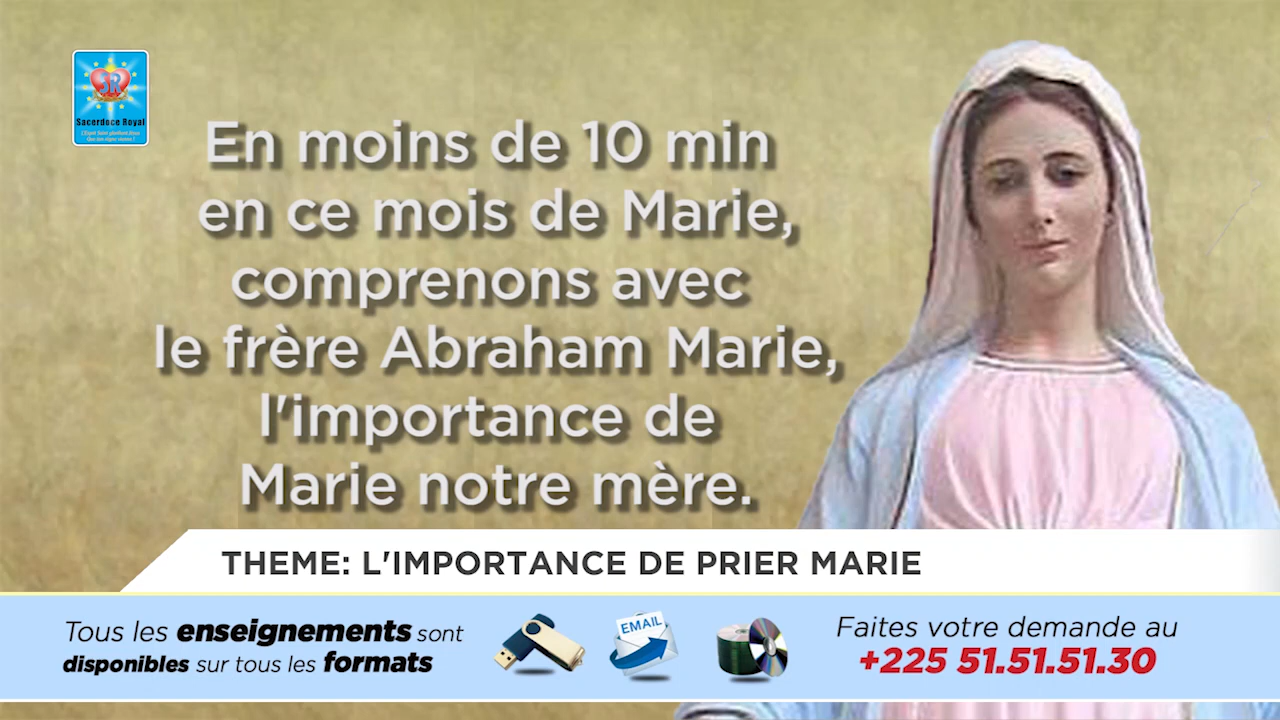 SR
Sacerdoce Royal
En moins de 10 min
en ce mois de Marie,
comprenons avec
le frère Abraham Marie,
l'importance de
Marie notre mère.
THEME: L'IMPORTANCE DE PRIER MARIE
Tous les enseignements sont
disponibles sur tous les formats
EMAIL
Faites votre demande au
+225 51.51.51.30